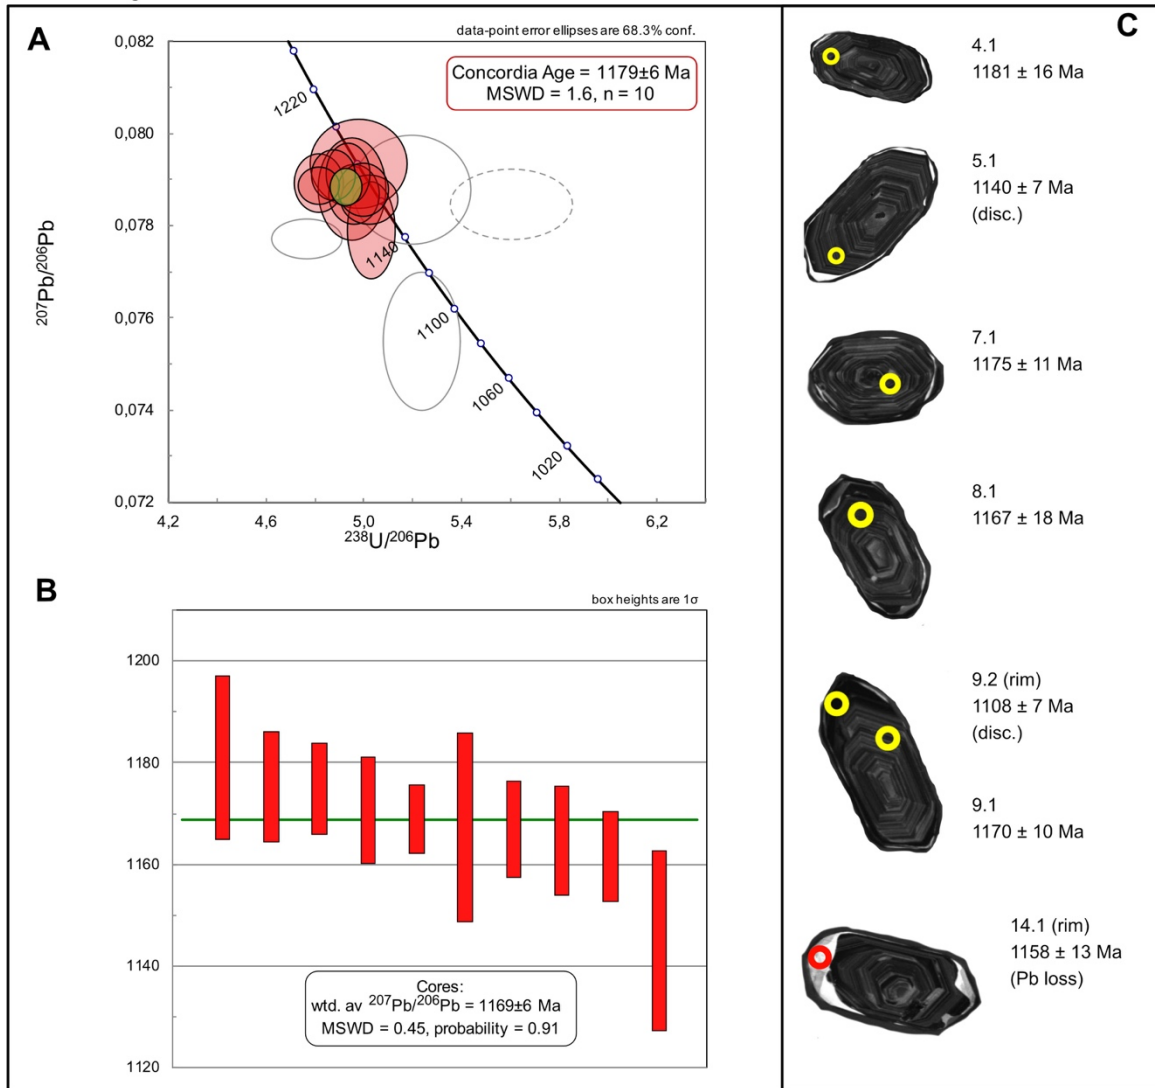 A
data-point error ellipses are 68.3% conf.
Concordia Age = 1179±6 Ma
MSWD = 1.6, n = 10
0,082
0,080
0,078
0,076
0,074
0,072
²⁰⁷Pb/²⁰⁶Pb
1220
1140
1100
1060
1020
4,2
4,6
5,0
5,4
5,8
6,2
²³⁸U/²⁰⁶Pb
B
box heights are 1σ
1200
1180
1160
1140
1120
Cores:
wtd. av ²⁰⁷Pb/²⁰⁶Pb = 1169±6 Ma
MSWD = 0.45, probability = 0.91
C
4.1
1181 ± 16 Ma
5.1
1140 ± 7 Ma
(disc.)
7.1
1175 ± 11 Ma
8.1
1167 ± 18 Ma
9.2 (rim)
1108 ± 7 Ma
(disc.)
9.1
1170 ± 10 Ma
14.1 (rim)
1158 ± 13 Ma
(Pb loss)